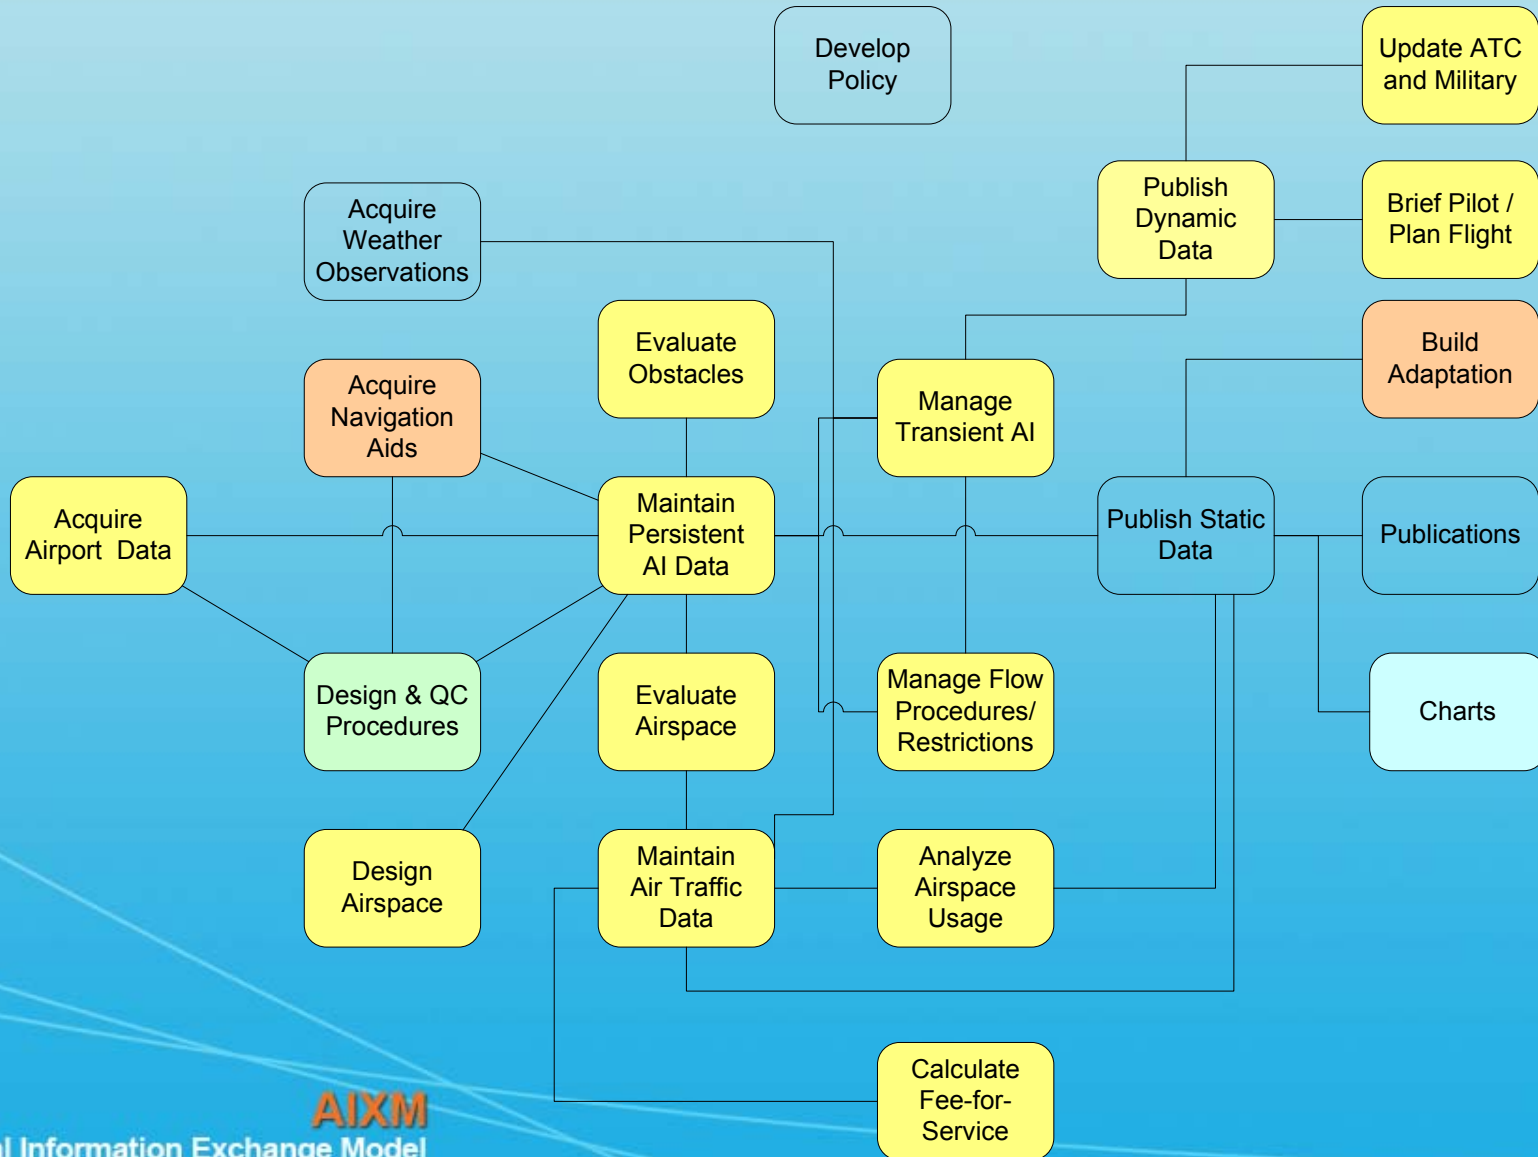 Develop
Policy
Update ATC
and Military
Acquire
Weather
Observations
Publish
Dynamic
Data
Brief Pilot /
Plan Flight
Evaluate
Obstacles
Build
Adaptation
Acquire
Navigation
Aids
Manage
Transient AI
Acquire
Airport Data
Maintain
Persistent
AI Data
Publish Static
Data
Publications
Design & QC
Procedures
Evaluate
Airspace
Manage Flow
Procedures/
Restrictions
Charts
Design
Airspace
Maintain
Air Traffic
Data
Analyze
Airspace
Usage
Calculate
Fee-for-
Service
AIXM
al Information Exchange Model